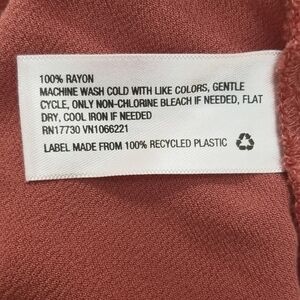 100% RAYON
MACHINE WASH COLD WITH LIKE COLORS, GENTLE
CYCLE, ONLY NON-CHLORINE BLEACH IF NEEDED, FLAT
DRY, COOL IRON IF NEEDED
RN17730 VN1066221
LABEL MADE FROM 100% RECYCLED PLASTIC